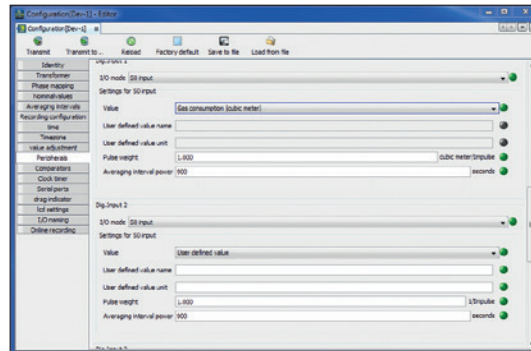 Configuration[Dev-1] - Editor
Configuration[Dev-1]
Transmit Transmit to ... Reload Factory default Save to file Load from file
Identity
Transformer
Phase mapping
Nominalvalues
Averaging intervals
Recording configuration
time
Timezone
value adjustment
Peripherals
Comparators
Clock timer
Serial ports
drag indicator
lcd settings
I/O naming
Online recording
Dig.Input 1
I/O mode S0 input
Settings for S0 input
Value Gas consumption (cubic meter)
User defined value name
User defined value unit
Pulse weight 1.000 cubic meter/Impulse
Averaging interval power 900 seconds
Dig.Input 2
I/O mode S0 input
Settings for S0 input
Value User defined value
User defined value name
User defined value unit
Pulse weight 1.000 1/Impulse
Averaging interval power 900 seconds